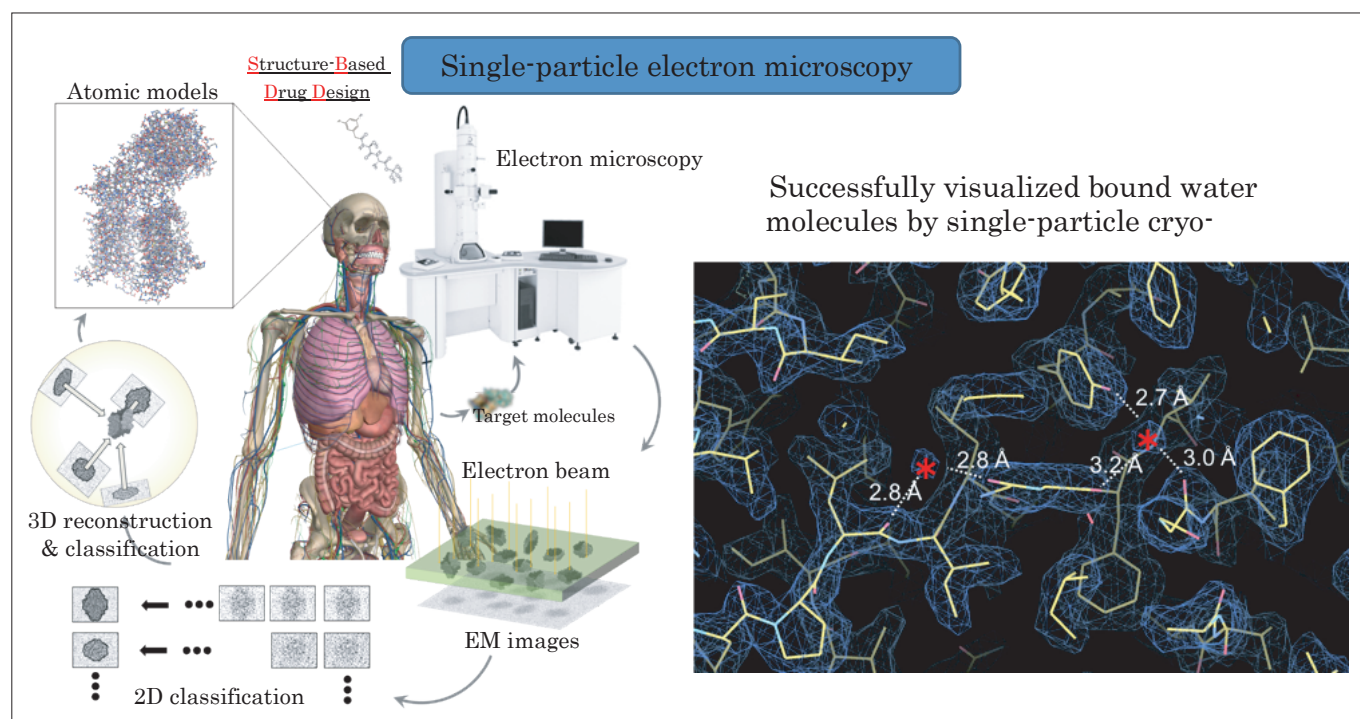 Single-particle electron microscopy
Structure-Based
Drug Design
Atomic models
Electron microscopy
Target molecules
Electron beam
EM images
2D classification
3D reconstruction
& classification
Successfully visualized bound water
molecules by single-particle cryo-
2.7 Å
2.8 Å
3.2 Å
3.0 Å
2.8 Å